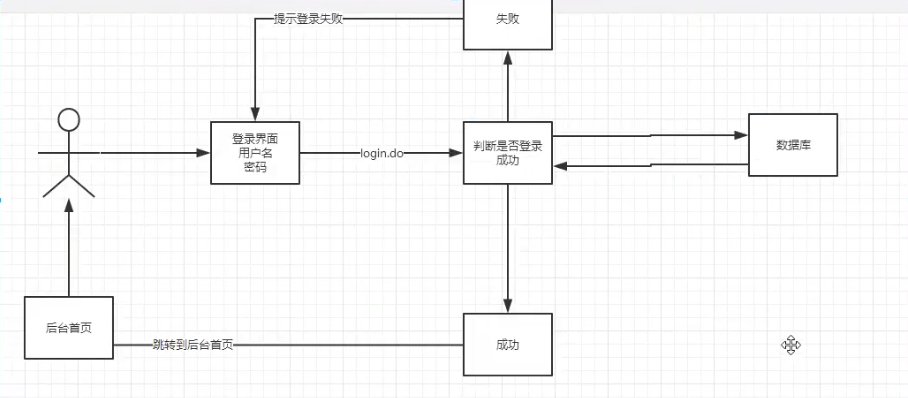 提示登录失败
失败
登录界面
用户名
密码
login.do
判断是否登录
成功
数据库
后台首页
跳转到后台首页
成功